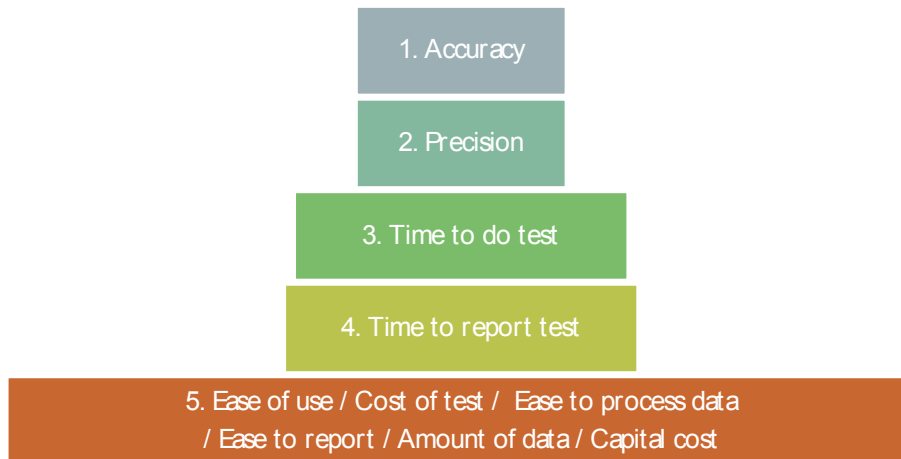 1. Accuracy
2. Precision
3. Time to do test
4. Time to report test
5. Ease of use / Cost of test / Ease to process data
/ Ease to report / Amount of data / Capital cost